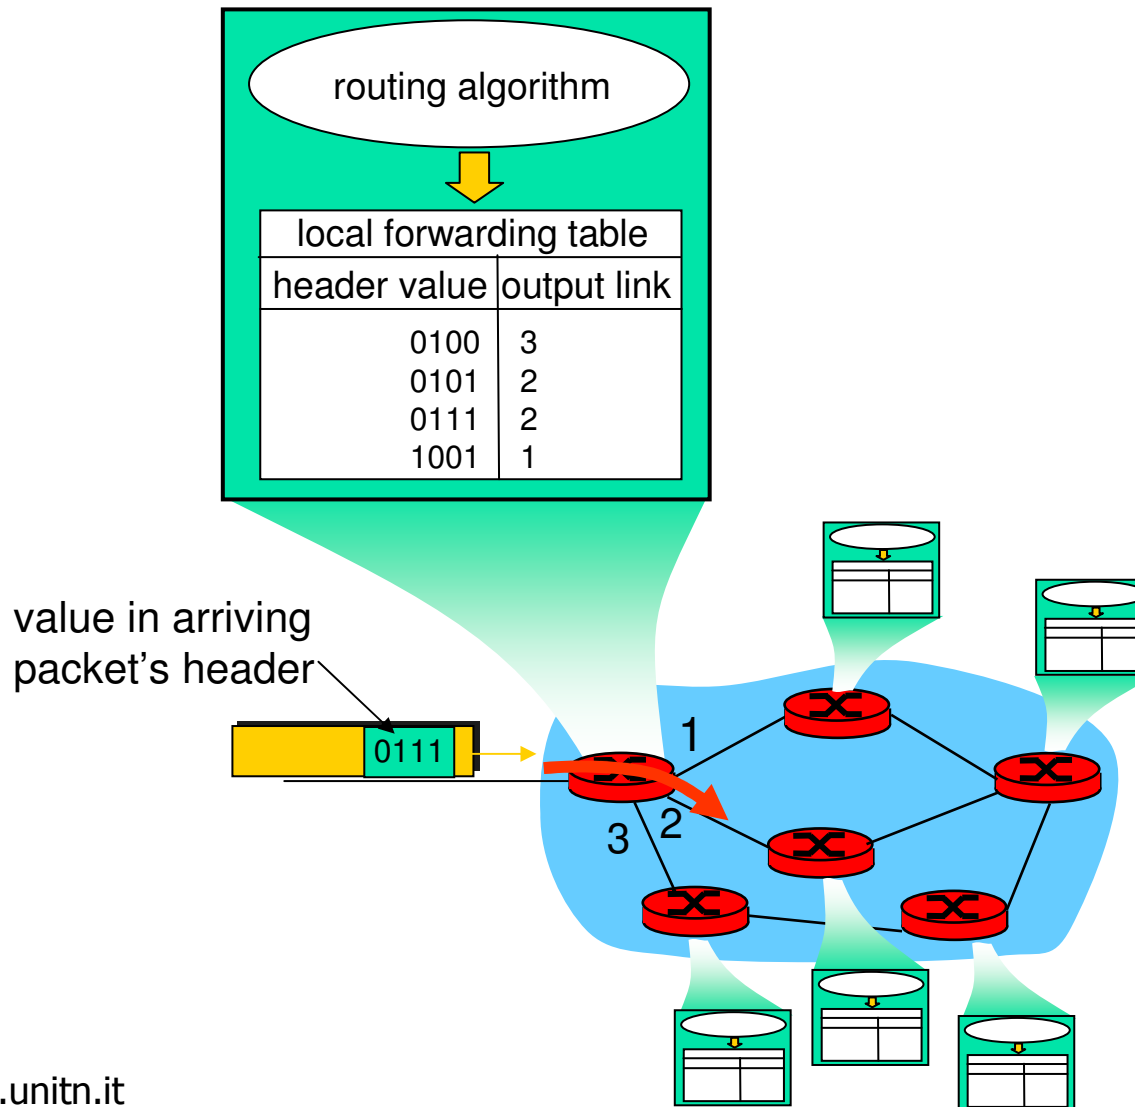 routing algorithm
local forwarding table
header value output link
0100 3
0101 2
0111 2
1001 1
value in arriving
packet's header
0111
1
2
3
.unitn.it